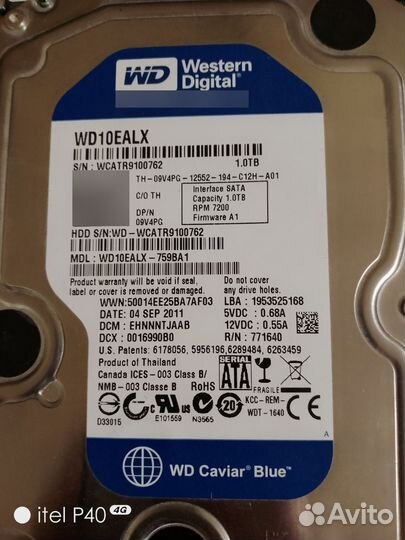 WD Western Digital®
WD10EALX
S/N: WCATR9100762 1.0TB
TH-09V4PG-12552-194-C12H-A01
C/O TH
DP/N
09V4PG
Interface SATA
Capacity 1.0TB
RPM 7200
Firmware A1
HDD S/N:WD-WCATR9100762
MDL: WD10EALX-759BA1
Product warranty is void if any seal, label or cover is removed or damaged.
Do not cover any drive holes.
WWN:50014EE25BA7AF03 LBA: 1953525168
DATE: 04 SEP 2011 5VDC: 0.68A
DCM: EHNNNTJAAB 12VDC: 0.55A
DCX: 0016990B0 R/N: 771640
U.S. Patents: 6178056, 5956196,6289484, 6263459
Product of Thailand
Canada ICES-003 Class B/
NMB-003 Classe B
RoHS
SERIAL
SATA
FRAGILE
KCC-REM-
WDT-1640
D33015
E101559
N3565
20
A
WD Caviar® Blue™
itel P40 4G
Avito